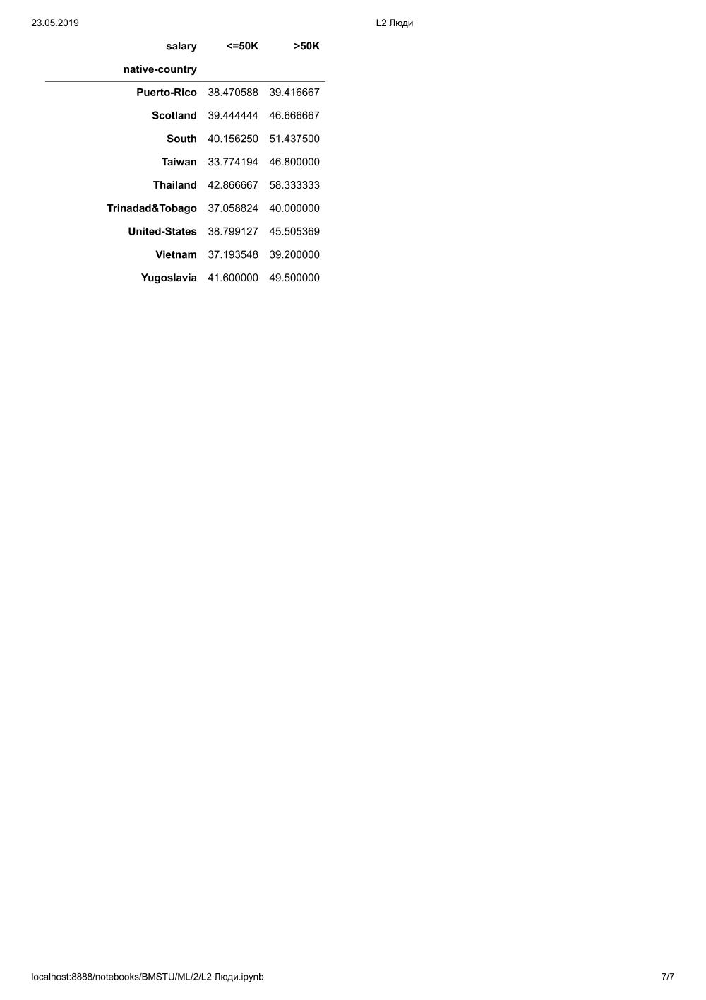 23.05.2019 L2 Люди
salary <=50K >50K
native-country
Puerto-Rico 38.470588 39.416667
Scotland 39.444444 46.666667
South 40.156250 51.437500
Taiwan 33.774194 46.800000
Thailand 42.866667 58.333333
Trinadad&Tobago 37.058824 40.000000
United-States 38.799127 45.505369
Vietnam 37.193548 39.200000
Yugoslavia 41.600000 49.500000
localhost:8888/notebooks/BMSTU/ML/2/L2 Люди.ipynb 7/7